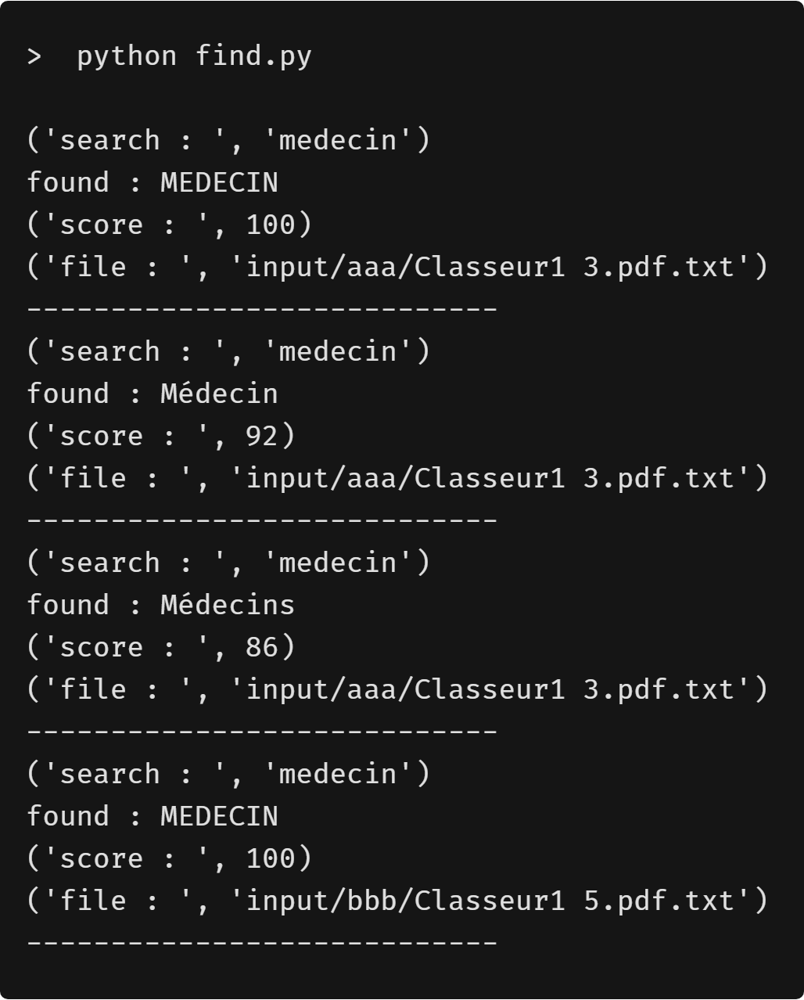 >  python find.py
('search : ', 'medecin')
found : MEDECIN
('score : ', 100)
('file : ', 'input/aaa/Classeur1 3.pdf.txt')
----------------------------
('search : ', 'medecin')
found : Médecin
('score : ', 92)
('file : ', 'input/aaa/Classeur1 3.pdf.txt')
----------------------------
('search : ', 'medecin')
found : Médecins
('score : ', 86)
('file : ', 'input/aaa/Classeur1 3.pdf.txt')
----------------------------
('search : ', 'medecin')
found : MEDECIN
('score : ', 100)
('file : ', 'input/bbb/Classeur1 5.pdf.txt')
----------------------------